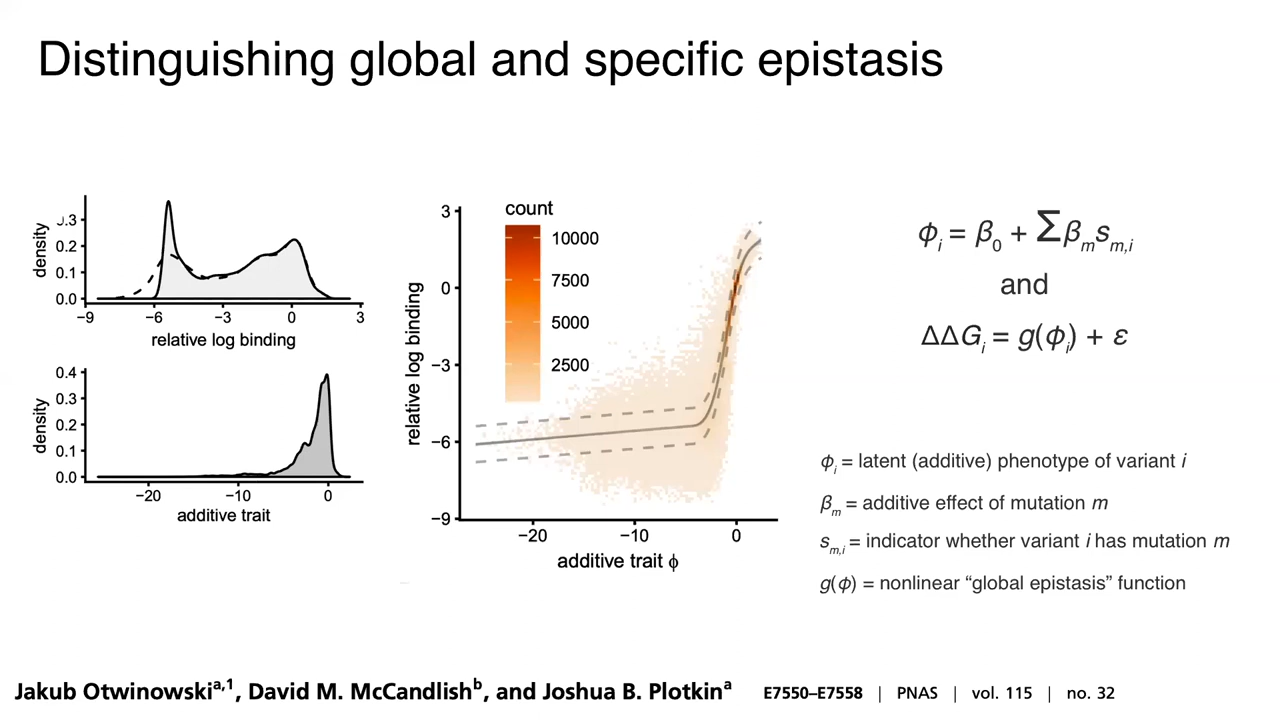 Distinguishing global and specific epistasis
density
0.3
0.2
0.1
0.0
−9 −6 −3 0 3
relative log binding
density
0.4
0.3
0.2
0.1
0.0
−20 −10 0
additive trait
count
10000
7500
5000
2500
relative log binding
3
0
−3
−6
−9
−20 −10 0
additive trait ϕ
ϕi = β0 + Σβmsm,i
and
ΔΔGi = g(ϕi) + ε
ϕi = latent (additive) phenotype of variant i
βm = additive effect of mutation m
sm,i = indicator whether variant i has mutation m
g(ϕ) = nonlinear “global epistasis” function
Jakub Otwinowskia,1, David M. McCandlishb, and Joshua B. Plotkina E7550–E7558 | PNAS | vol. 115 | no. 32